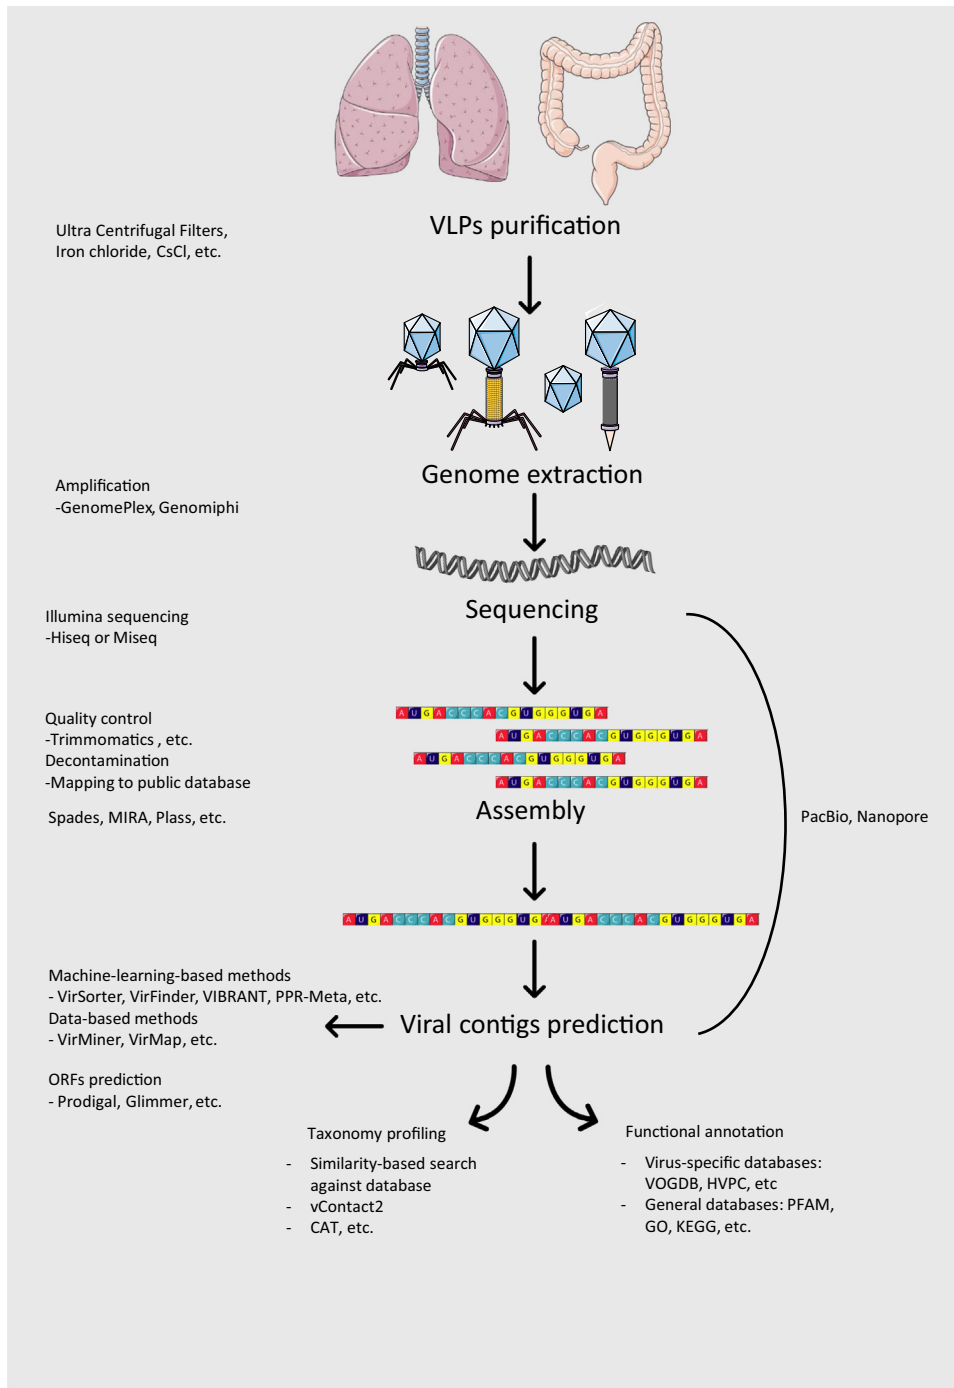 VLPs purification
Ultra Centrifugal Filters,
Iron chloride, CsCl, etc.
Genome extraction
Amplification
-GenomePlex, Genomiphi
Sequencing
Illumina sequencing
-Hiseq or Miseq
A U G A C C C A C G U G G G U G A
Quality control
-Trimmomatics , etc.
A U G A C C C A C G U G G G U G A
Decontamination
A U G A C C C A C G U G G G U G A
-Mapping to public database
A U G A C C C A C G U G G G U G A
Assembly
Spades, MIRA, Plass, etc.
PacBio, Nanopore
A U G A C C C A C G U G G G U G A U G A C C C A C G U G G G U G A
Machine-learning-based methods
- VirSorter, VirFinder, VIBRANT, PPR-Meta, etc.
Data-based methods
- VirMiner, VirMap, etc.
Viral contigs prediction
ORFs prediction
- Prodigal, Glimmer, etc.
Taxonomy profiling
- Similarity-based search
against database
- vContact2
- CAT, etc.
Functional annotation
- Virus-specific databases:
VOGDB, HVPC, etc
- General databases: PFAM,
GO, KEGG, etc.